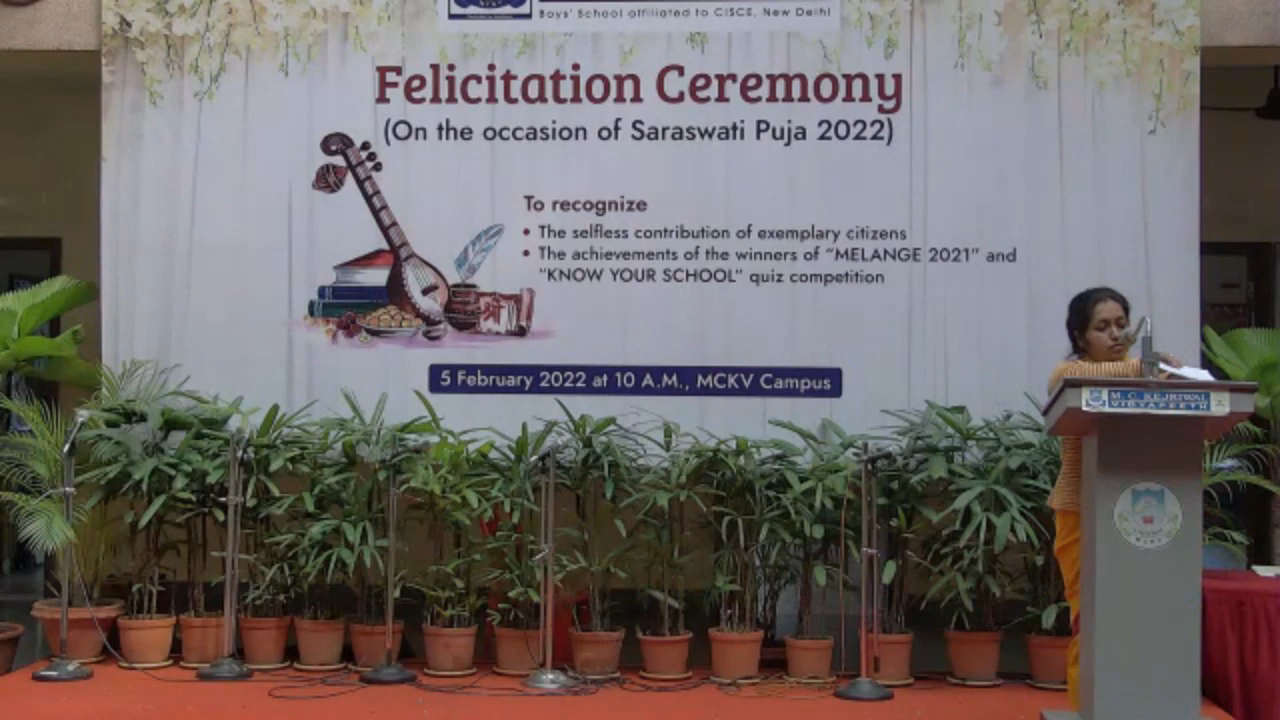 Boys' School affiliated to CISCE, New Delhi
Felicitation Ceremony
(On the occasion of Saraswati Puja 2022)
To recognize
• The selfless contribution of exemplary citizens
• The achievements of the winners of “MELANGE 2021” and
“KNOW YOUR SCHOOL” quiz competition
5 February 2022 at 10 A.M., MCKV Campus
M. C. KEJRIWAL
VIDYAPEETH